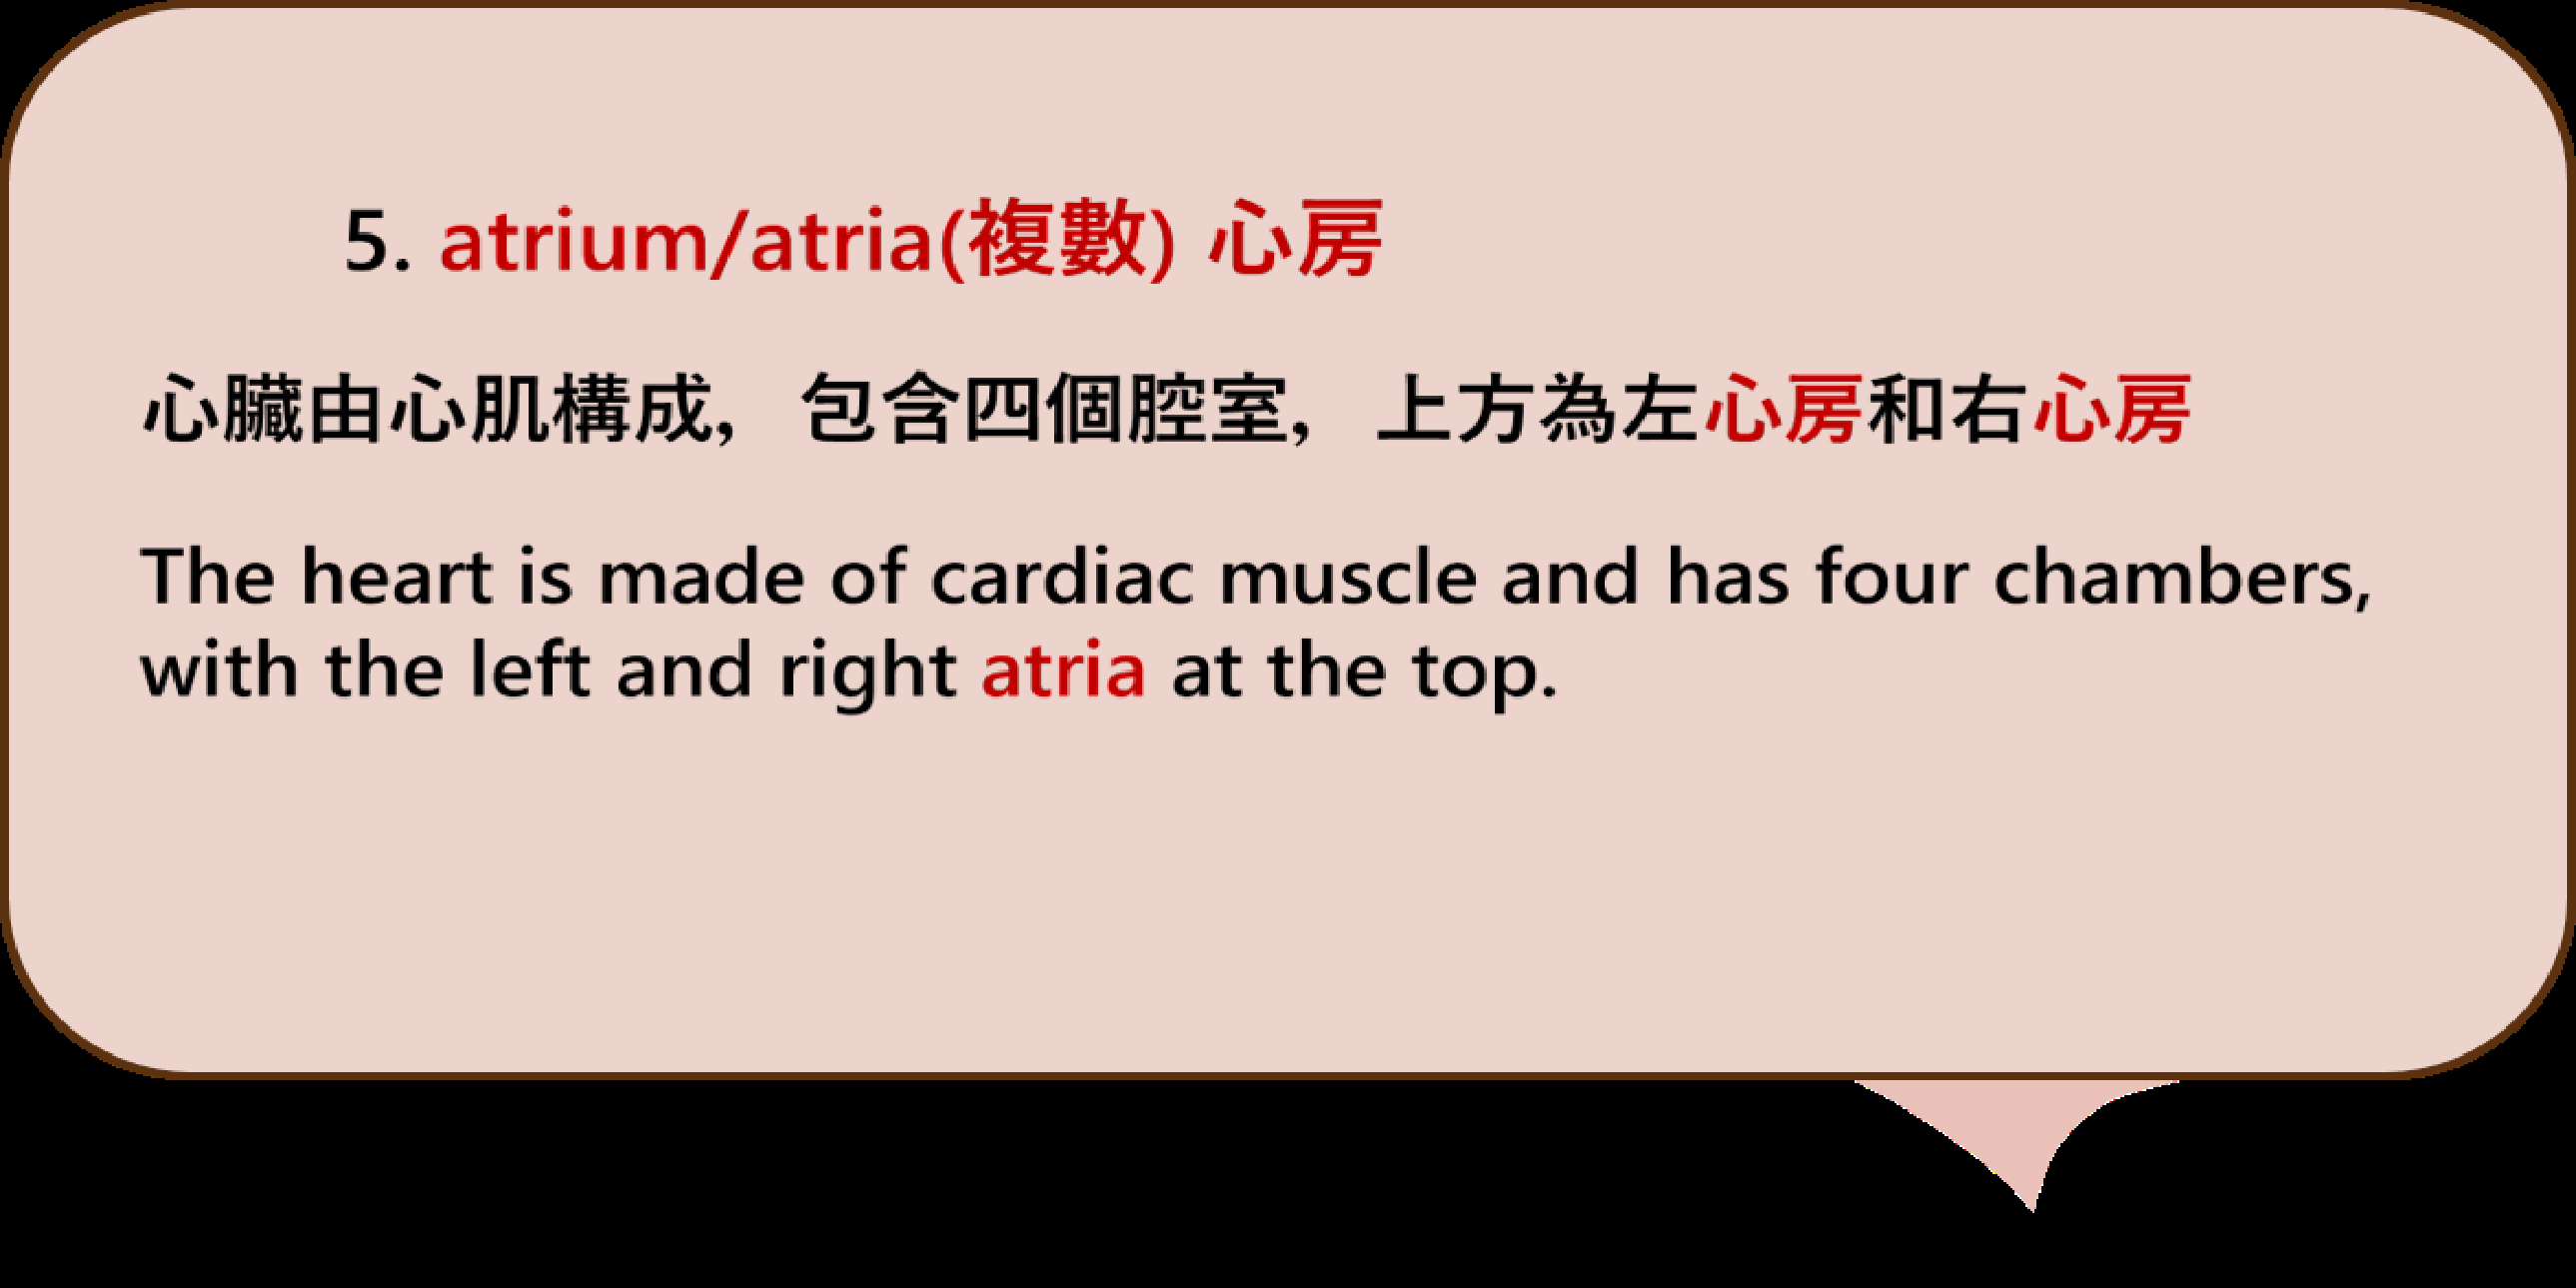 5. atrium/atria(複數) 心房
心臟由心肌構成，包含四個腔室，上方為左心房和右心房
The heart is made of cardiac muscle and has four chambers,
with the left and right atria at the top.